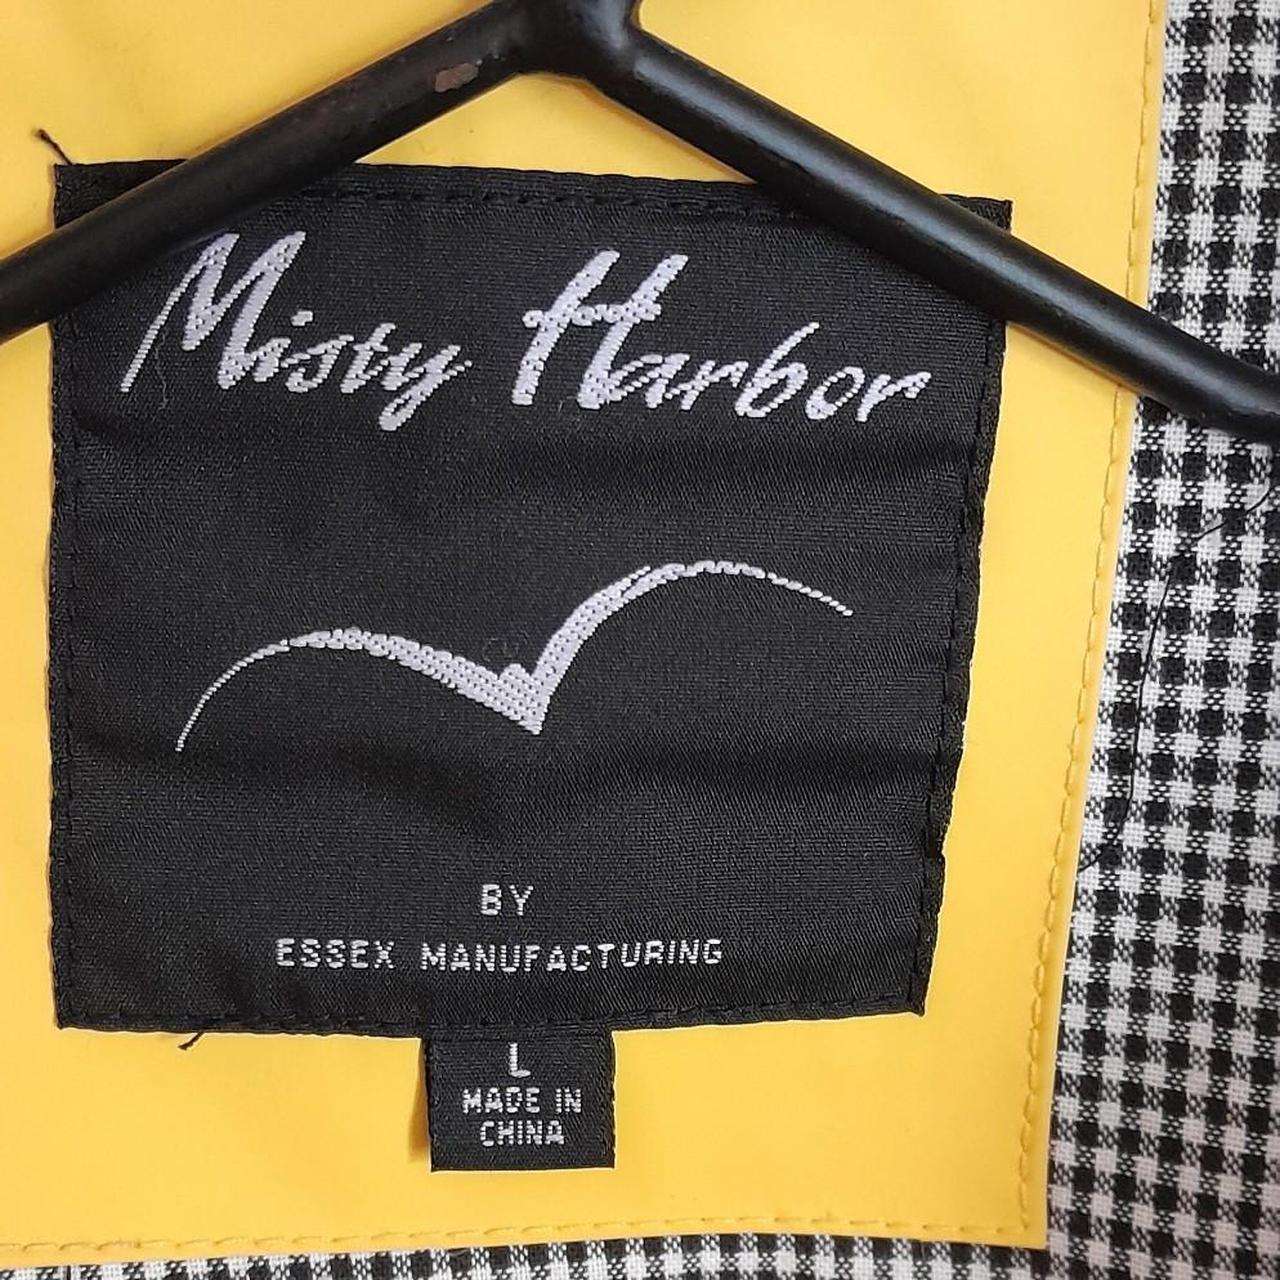 Misty Harbor
BY
ESSEX MANUFACTURING
L
MADE IN
CHINA